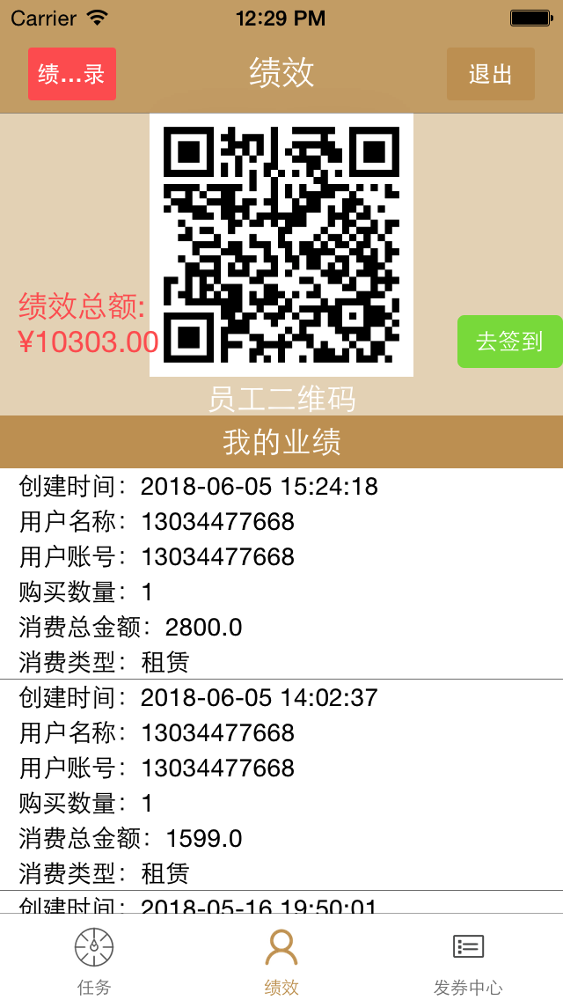 Carrier 12:29 PM
绩...录 绩效 退出
绩效总额:
¥10303.00
去签到
员工二维码
我的业绩
创建时间：2018-06-05 15:24:18
用户名称：13034477668
用户账号：13034477668
购买数量：1
消费总金额：2800.0
消费类型：租赁
创建时间：2018-06-05 14:02:37
用户名称：13034477668
用户账号：13034477668
购买数量：1
消费总金额：1599.0
消费类型：租赁
创建时间：2018-05-16 19:50:01
任务 绩效 发券中心